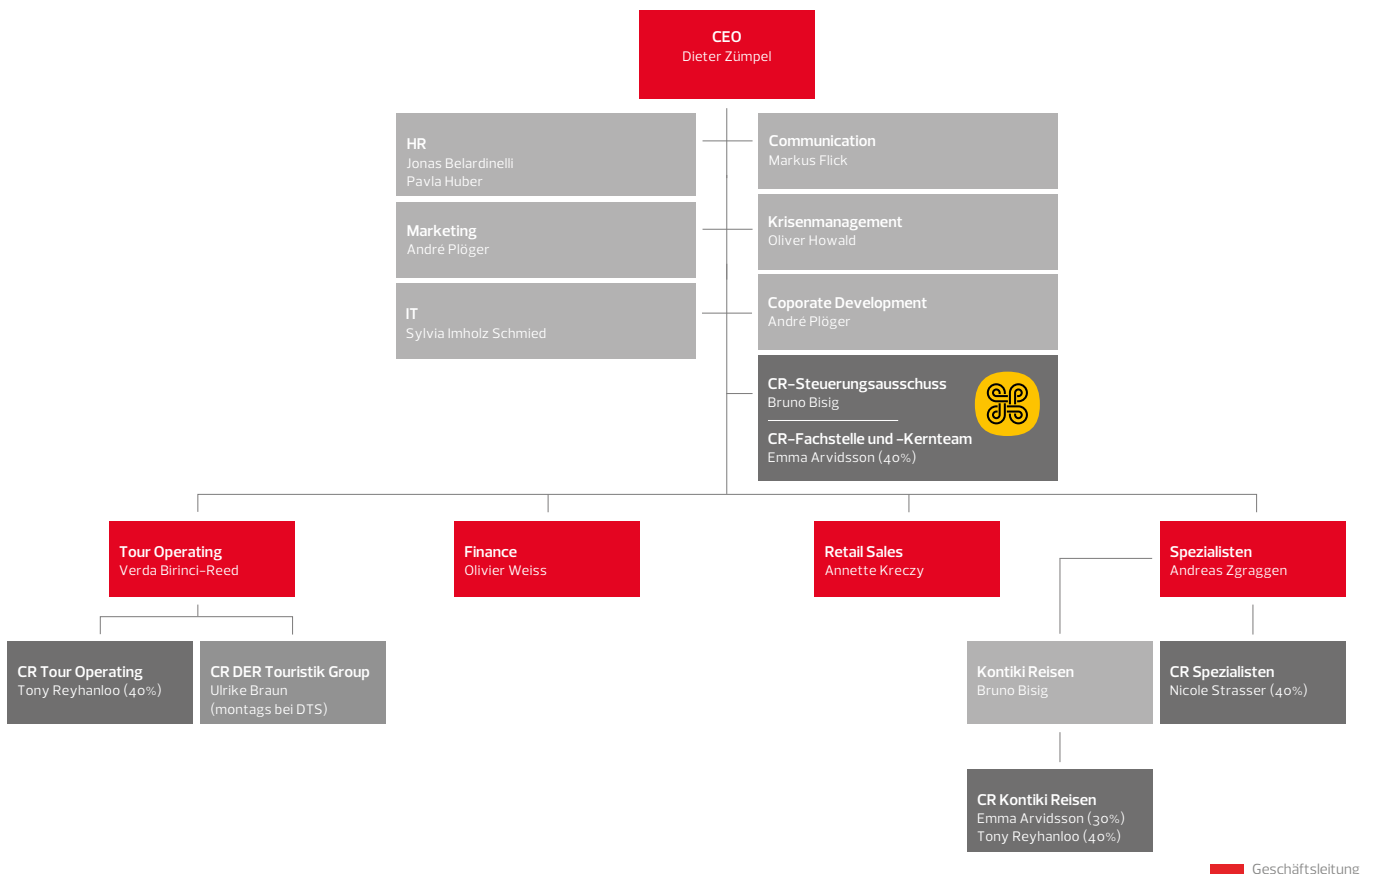 CEO
Dieter Zümpel
HR
Jonas Belardinelli
Pavla Huber
Communication
Markus Flick
Marketing
André Plöger
Krisenmanagement
Oliver Howald
IT
Sylvia Imholz Schmied
Coporate Development
André Plöger
CR-Steuerungsausschuss
Bruno Bisig
CR-Fachstelle und -Kernteam
Emma Arvidsson (40%)
Tour Operating
Verda Birinci-Reed
Finance
Olivier Weiss
Retail Sales
Annette Kreczy
Spezialisten
Andreas Zgraggen
CR Tour Operating
Tony Reyhanloo (40%)
CR DER Touristik Group
Ulrike Braun
(montags bei DTS)
Kontiki Reisen
Bruno Bisig
CR Spezialisten
Nicole Strasser (40%)
CR Kontiki Reisen
Emma Arvidsson (30%)
Tony Reyhanloo (40%)
Geschäftsleitung